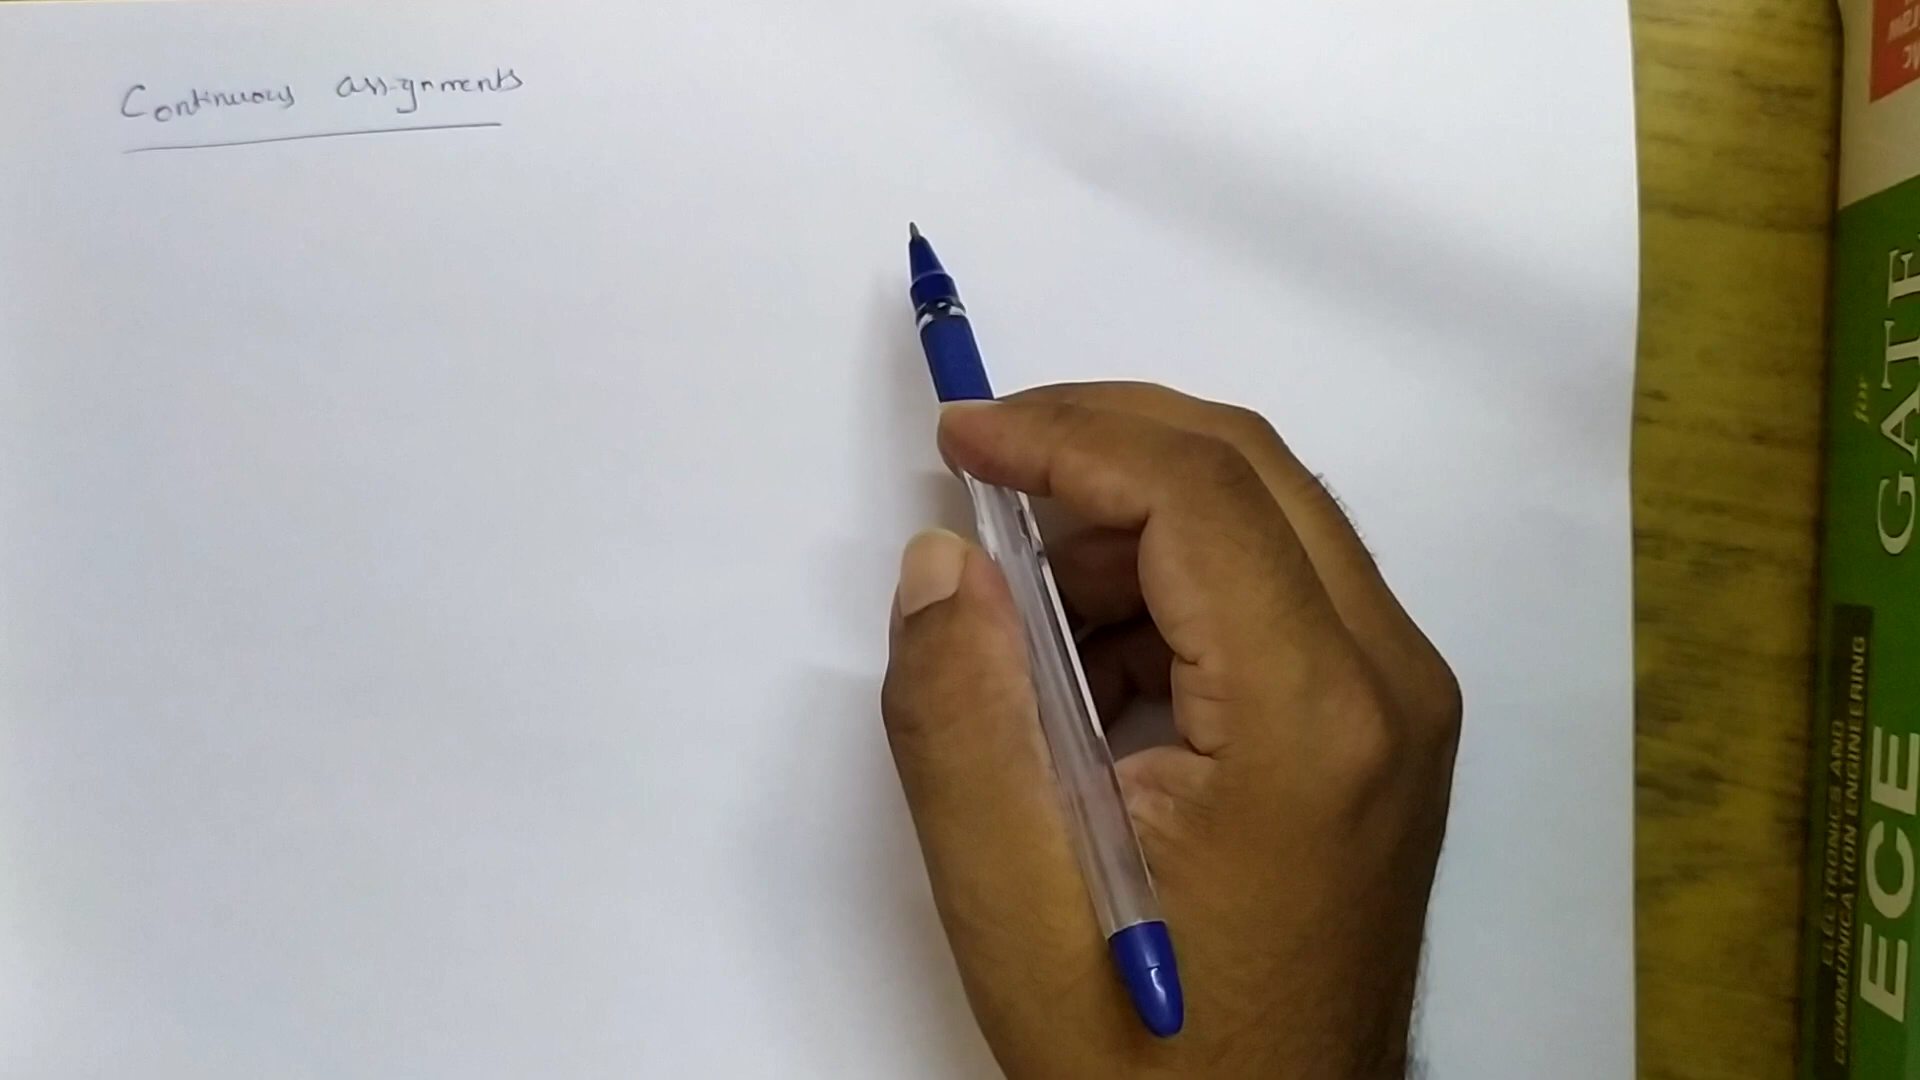 Continuous assignments
for
GATE
ELECTRONICS AND
COMMUNICATION ENGINEERING
ECE